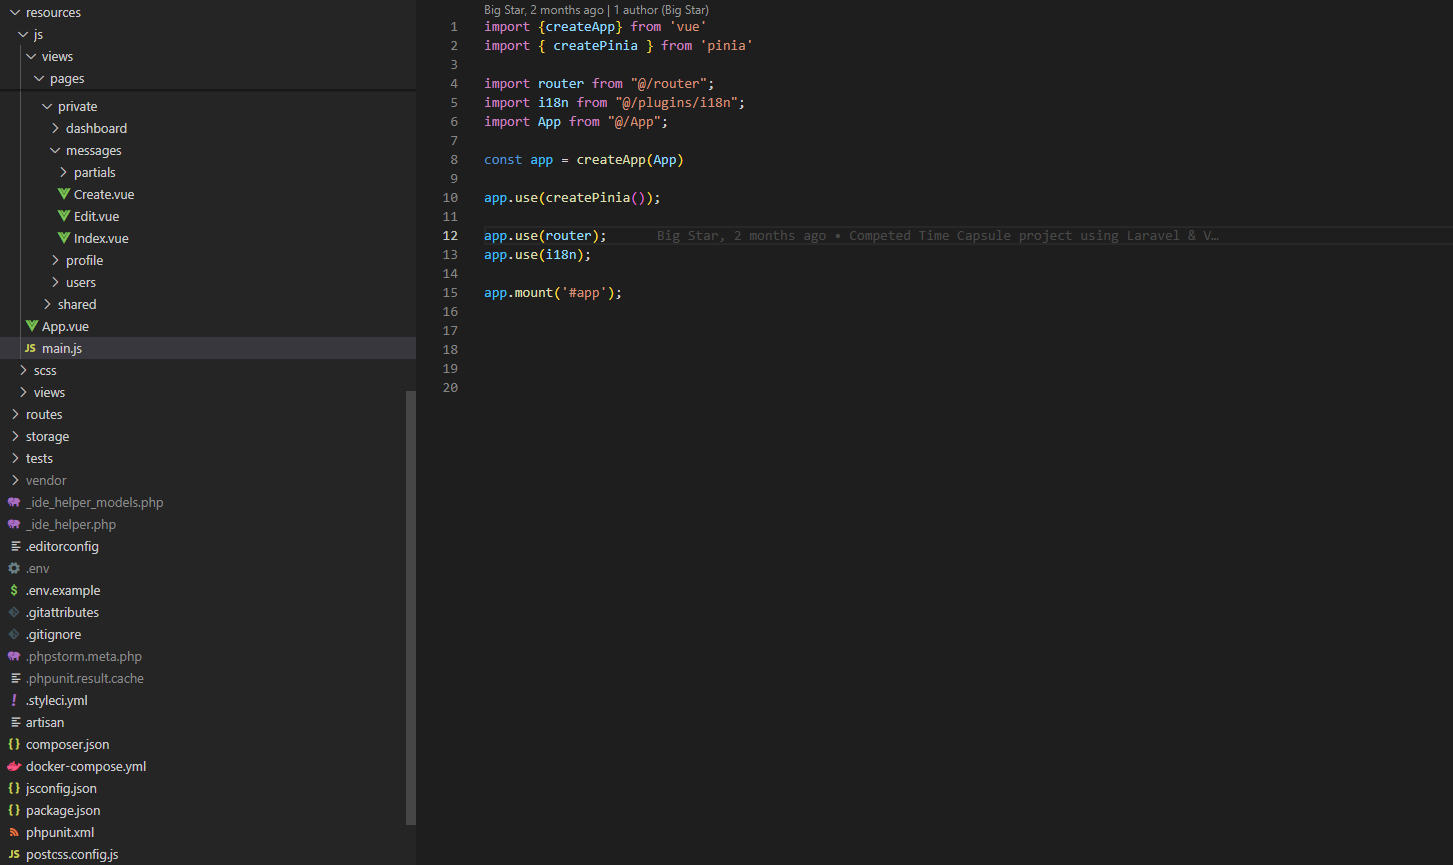 resources
js
views
pages
private
dashboard
messages
partials
Create.vue
Edit.vue
Index.vue
profile
users
shared
App.vue
JS main.js
scss
views
routes
storage
tests
vendor
_ide_helper_models.php
_ide_helper.php
.editorconfig
.env
$ .env.example
.gitattributes
.gitignore
.phpstorm.meta.php
.phpunit.result.cache
! .styleci.yml
artisan
{} composer.json
docker-compose.yml
{} jsconfig.json
{} package.json
phpunit.xml
JS postcss.config.js
Big Star, 2 months ago | 1 author (Big Star)
1 import {createApp} from 'vue'
2 import { createPinia } from 'pinia'
3
4 import router from "@/router";
5 import i18n from "@/plugins/i18n";
6 import App from "@/App";
7
8 const app = createApp(App)
9
10 app.use(createPinia());
11
12 app.use(router); Big Star, 2 months ago • Competed Time Capsule project using Laravel & V…
13 app.use(i18n);
14
15 app.mount('#app');
16
17
18
19
20